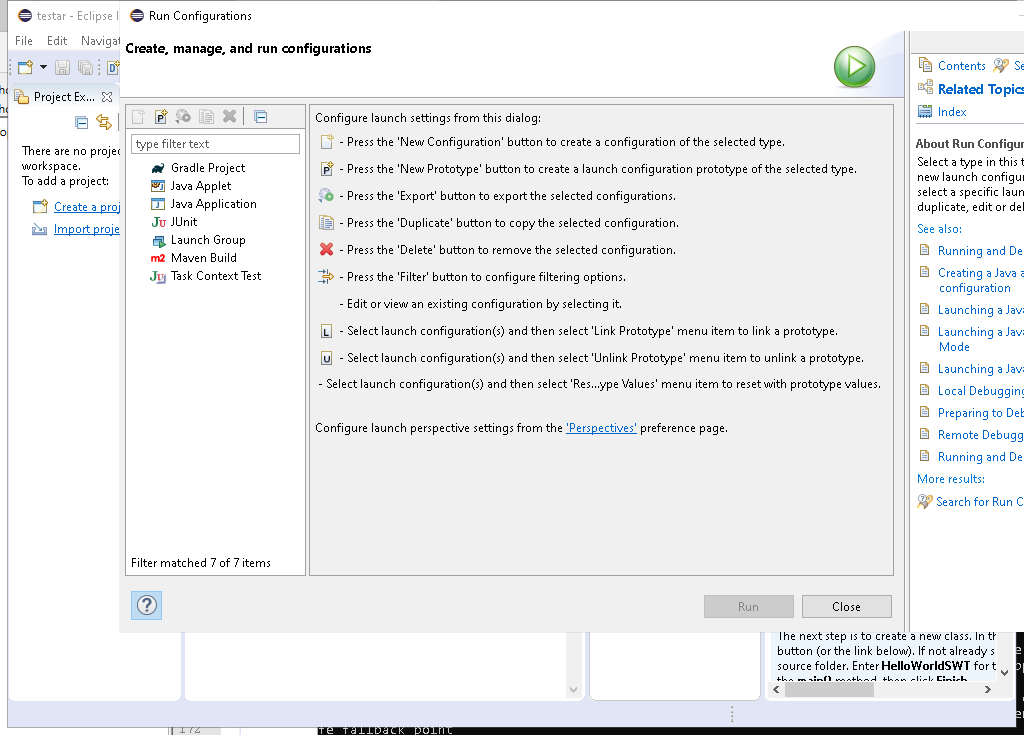 testar - Eclipse I
Run Configurations
File Edit Navigat
Create, manage, and run configurations
Project Ex...
There are no projec
workspace.
To add a project:
Create a proj
Import proje
type filter text
Gradle Project
Java Applet
Java Application
JUnit
Launch Group
Maven Build
Task Context Test
Filter matched 7 of 7 items
Configure launch settings from this dialog:
- Press the 'New Configuration' button to create a configuration of the selected type.
- Press the 'New Prototype' button to create a launch configuration prototype of the selected type.
- Press the 'Export' button to export the selected configurations.
- Press the 'Duplicate' button to copy the selected configuration.
- Press the 'Delete' button to remove the selected configuration.
- Press the 'Filter' button to configure filtering options.
- Edit or view an existing configuration by selecting it.
- Select launch configuration(s) and then select 'Link Prototype' menu item to link a prototype.
- Select launch configuration(s) and then select 'Unlink Prototype' menu item to unlink a prototype.
- Select launch configuration(s) and then select 'Res...ype Values' menu item to reset with prototype values.
Configure launch perspective settings from the 'Perspectives' preference page.
Run Close
Contents Se
Related Topics
Index
About Run Configur
Select a type in this t
new launch configur
select a specific laun
duplicate, edit or del
See also:
Running and De
Creating a Java a
configuration
Launching a Java
Launching a Java
Mode
Launching a Java
Local Debugging
Preparing to Deb
Remote Debugg
Running and De
More results:
Search for Run C
The next step is to create a new class. In th
button (or the link below). If not already s
source folder. Enter HelloWorldSWT for t
the main() method, then click Finish.
172
fe fallback point